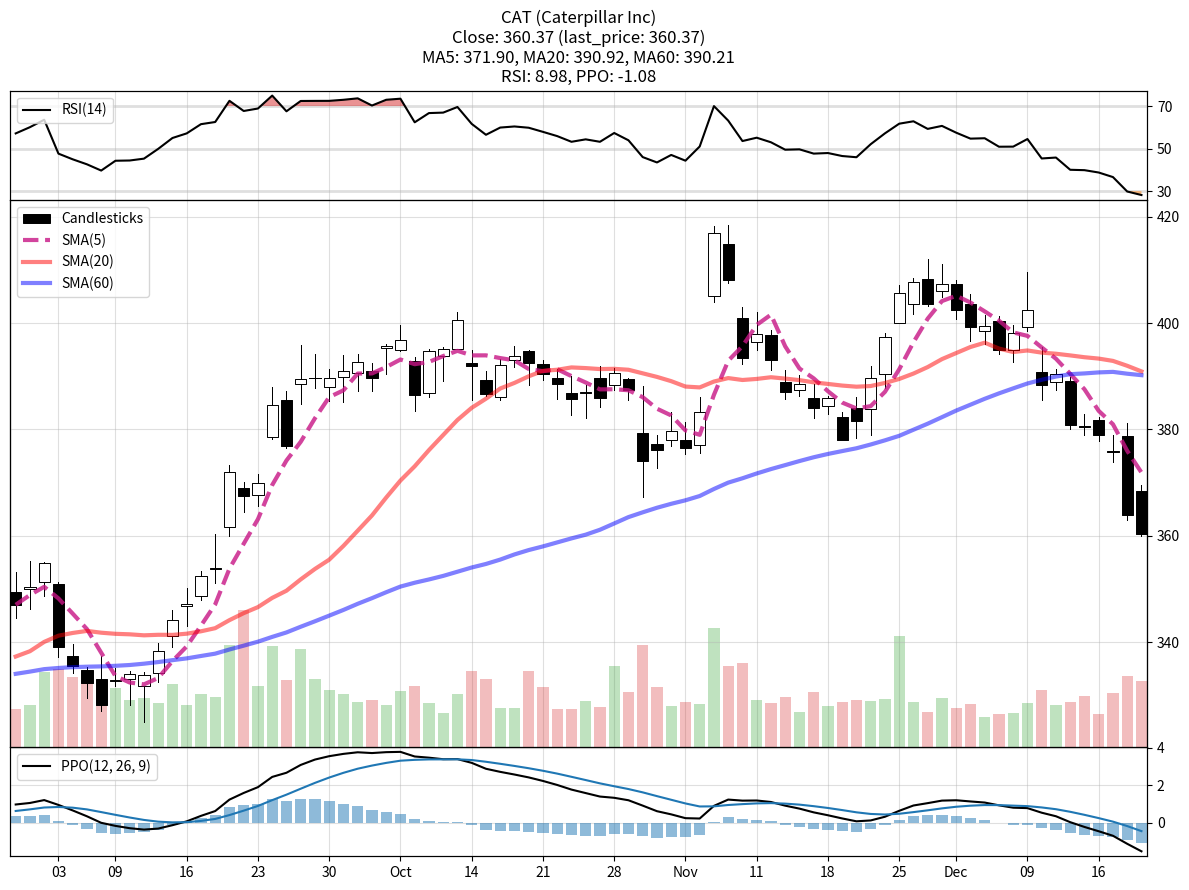 CAT (Caterpillar Inc)
Close: 360.37 (last_price: 360.37)
MA5: 371.90, MA20: 390.92, MA60: 390.21
RSI: 8.98, PPO: -1.08
RSI(14)
70
50
30
Candlesticks
SMA(5)
SMA(20)
SMA(60)
420
400
380
360
340
PPO(12, 26, 9)
4
2
0
03 09 16 23 30 Oct 14 21 28 Nov 11 18 25 Dec 09 16